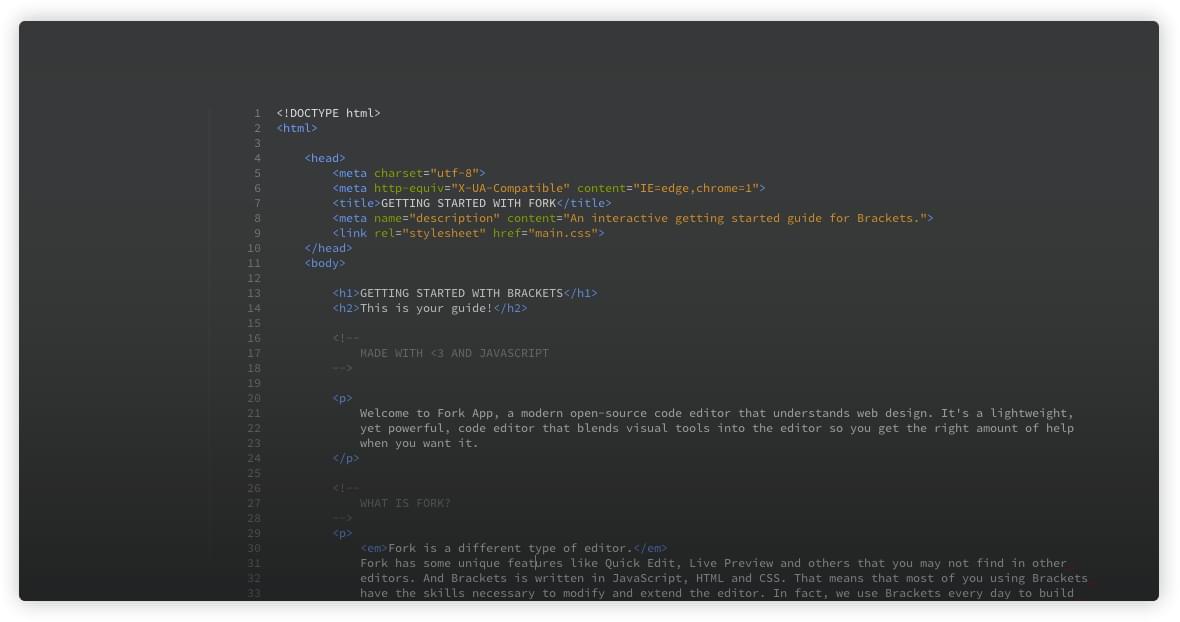 1 <!DOCTYPE html>
2 <html>
3
4 <head>
5 <meta charset="utf-8">
6 <meta http-equiv="X-UA-Compatible" content="IE=edge,chrome=1">
7 <title>GETTING STARTED WITH FORK</title>
8 <meta name="description" content="An interactive getting started guide for Brackets.">
9 <link rel="stylesheet" href="main.css">
10 </head>
11 <body>
12
13 <h1>GETTING STARTED WITH BRACKETS</h1>
14 <h2>This is your guide!</h2>
15
16 <!--
17 MADE WITH <3 AND JAVASCRIPT
18 -->
19
20 <p>
21 Welcome to Fork App, a modern open-source code editor that understands web design. It's a lightweight,
22 yet powerful, code editor that blends visual tools into the editor so you get the right amount of help
23 when you want it.
24 </p>
25
26 <!--
27 WHAT IS FORK?
28 -->
29 <p>
30 <em>Fork is a different type of editor.</em>
31 Fork has some unique features like Quick Edit, Live Preview and others that you may not find in other
32 editors. And Brackets is written in JavaScript, HTML and CSS. That means that most of you using Brackets
33 have the skills necessary to modify and extend the editor. In fact, we use Brackets every day to build